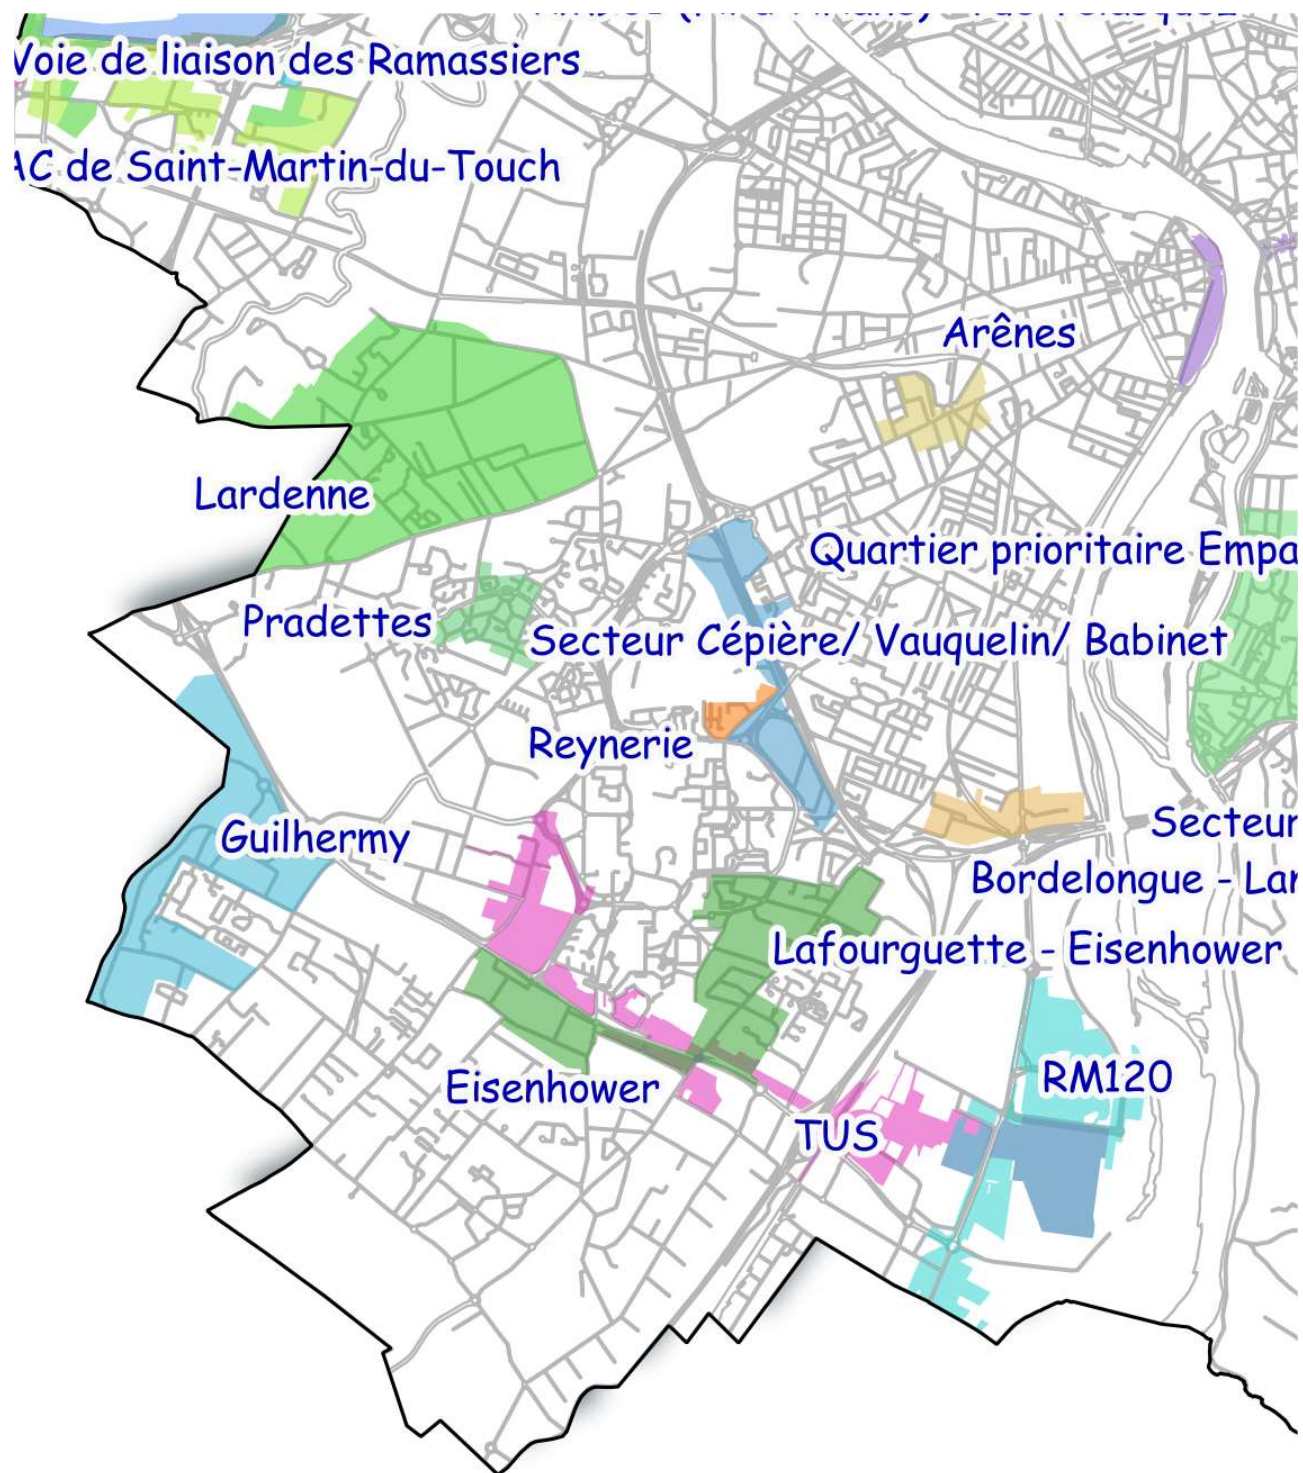 Voie de liaison des Ramassiers
AC de Saint-Martin-du-Touch
Arênes
Lardenne
Quartier prioritaire Empa
Pradettes
Secteur Cépière/ Vauquelin/ Babinet
Reynerie
Secteur
Guilhermy
Bordelongue - Lar
Lafourguette - Eisenhower
RM120
Eisenhower
TUS